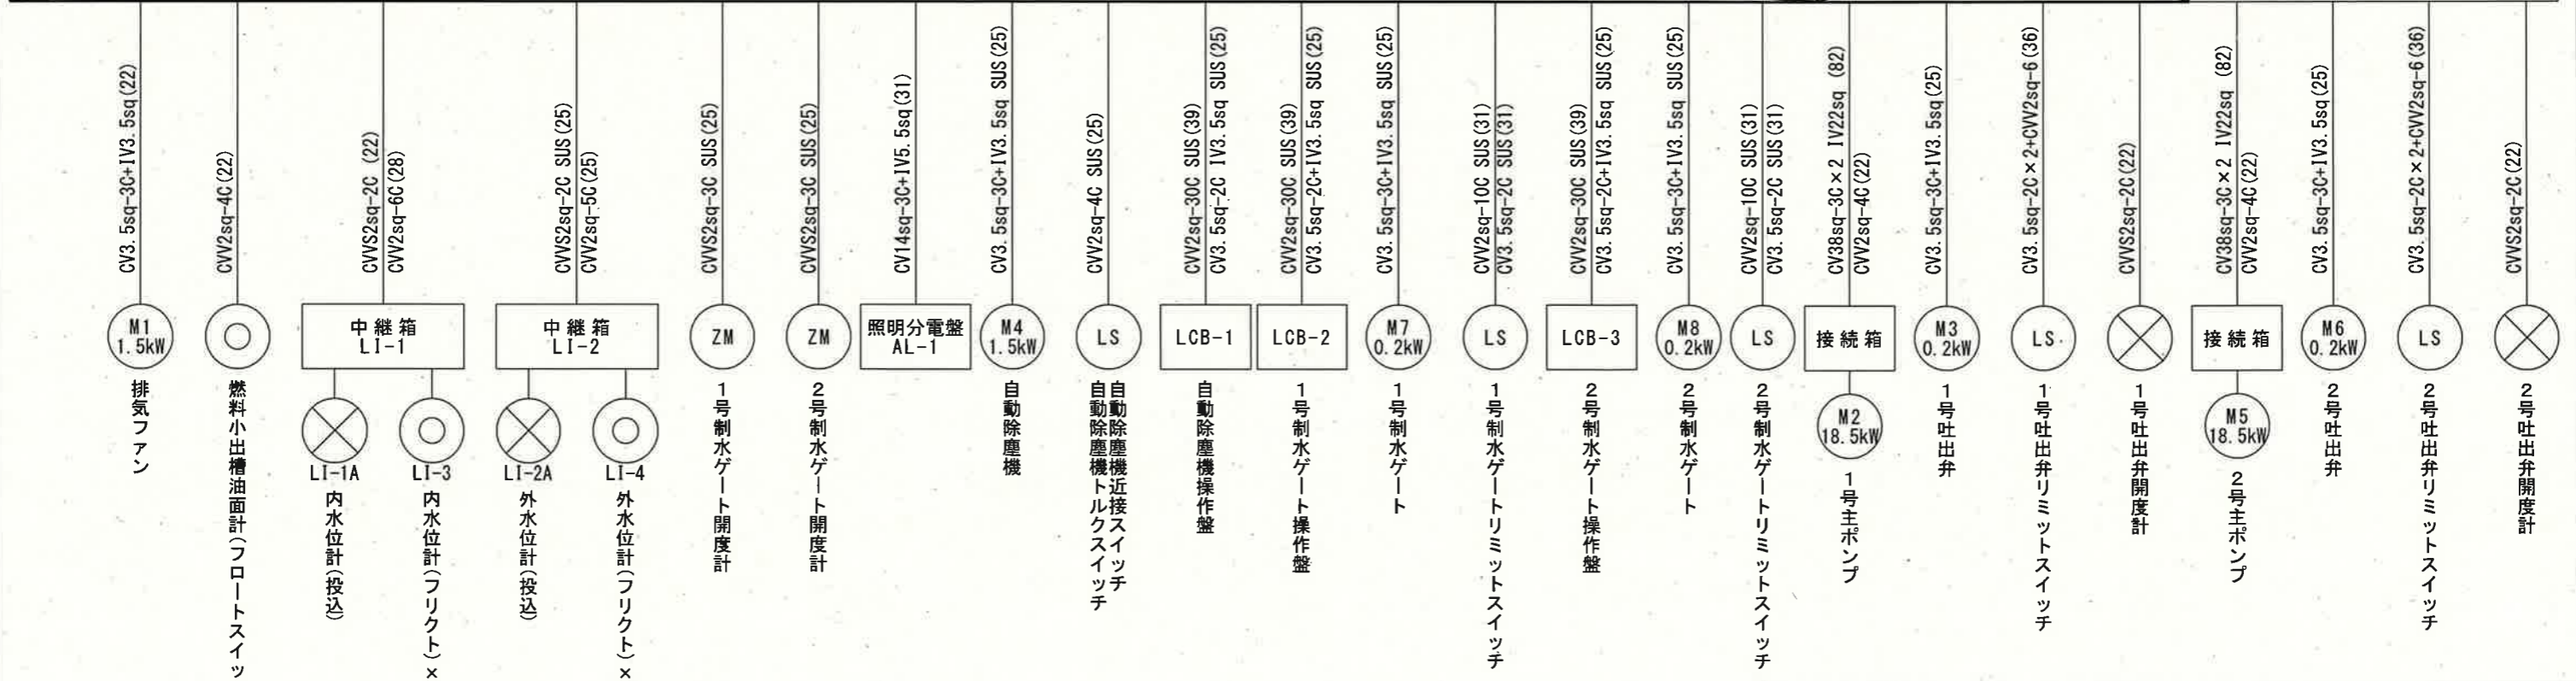 CV3.5sq-3C+IV3.5sq(22)
M1
1.5kW
排気ファン
CVV2sq-4C(22)
燃料小出槽油面計(フロートスイッ
CVVS2sq-2C (22)
CVV2sq-6C(28)
中継箱
LI-1
LI-1A
内水位計(投込)
LI-3
内水位計(フリクト)×
CVVS2sq-2C SUS(25)
CVV2sq-5C(25)
中継箱
LI-2
LI-2A
外水位計(投込)
LI-4
外水位計(フリクト)×
CVVS2sq-3C SUS(25)
ZM
1号制水ゲート開度計
CVVS2sq-3C SUS(25)
ZM
2号制水ゲート開度計
CV14sq-3C+IV5.5sq(31)
照明分電盤
AL-1
CV3.5sq-3C+IV3.5sq SUS(25)
M4
1.5kW
自動除塵機
CVV2sq-4C SUS(25)
LS
自動除塵機近接スイッチ
自動除塵機トルクスイッチ
CVV2sq-30C SUS(39)
CV3.5sq-2C IV3.5sq SUS(25)
LCB-1
自動除塵機操作盤
CVV2sq-30C SUS(39)
CV3.5sq-2C+IV3.5sq SUS(25)
LCB-2
1号制水ゲート操作盤
CV3.5sq-3C+IV3.5sq SUS(25)
M7
0.2kW
1号制水ゲート
CVV2sq-10C SUS(31)
CV3.5sq-2C SUS(31)
LS
1号制水ゲートリミットスイッチ
CVV2sq-30C SUS(39)
CV3.5sq-2C+IV3.5sq SUS(25)
LCB-3
2号制水ゲート操作盤
CV3.5sq-3C+IV3.5sq SUS(25)
M8
0.2kW
2号制水ゲート
CVV2sq-10C SUS(31)
CV3.5sq-2C SUS(31)
LS
2号制水ゲートリミットスイッチ
CV38sq-3C×2 IV22sq (82)
CVV2sq-4C(22)
接続箱
M2
18.5kW
1号主ポンプ
CV3.5sq-3C+IV3.5sq(25)
M3
0.2kW
1号吐出弁
CV3.5sq-2C×2+CVV2sq-6(36)
LS
1号吐出弁リミットスイッチ
CVVS2sq-2C(22)
1号吐出弁開度計
CV38sq-3C×2 IV22sq (82)
CVV2sq-4C(22)
接続箱
M5
18.5kW
2号主ポンプ
CV3.5sq-3C+IV3.5sq(25)
M6
0.2kW
2号吐出弁
CV3.5sq-2C×2+CVV2sq-6(36)
LS
2号吐出弁リミットスイッチ
CVVS2sq-2C(22)
2号吐出弁開度計